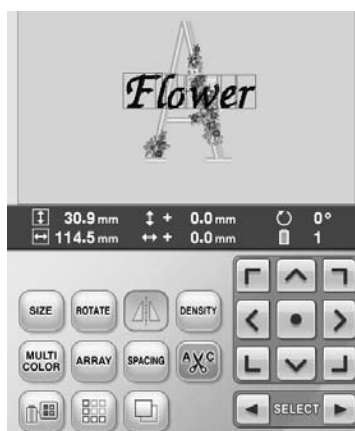 A
Flower
30.9 mm + 0.0 mm 0°
114.5 mm + 0.0 mm 1
SIZE ROTATE DENSITY
MULTI COLOR ARRAY SPACING A C
SELECT